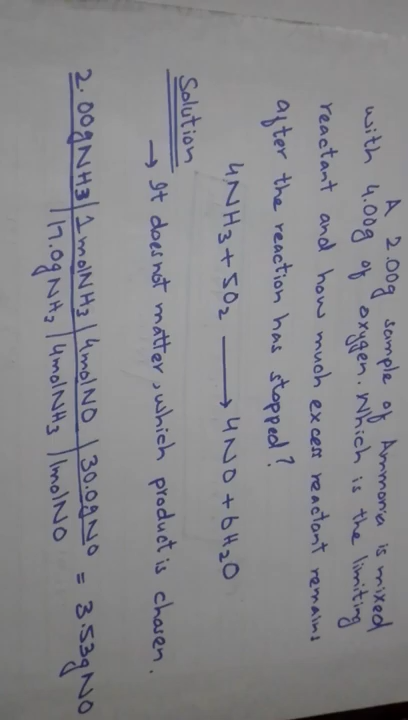 A 2.00g sample of Ammonia is mixed
with 4.00g of oxygen. Which is the limiting
reactant and how much excess reactant remains
after the reaction has stopped?
4NH3 + 5O2 ⟶ 4NO + 6H2O
Solution
→ It does not matter, which product is chosen.
2.00g NH3 | 1 mol NH3 | 4 mol NO | 30.0g NO = 3.53g NO
| 17.0g NH3 | 4 mol NH3 | 1 mol NO